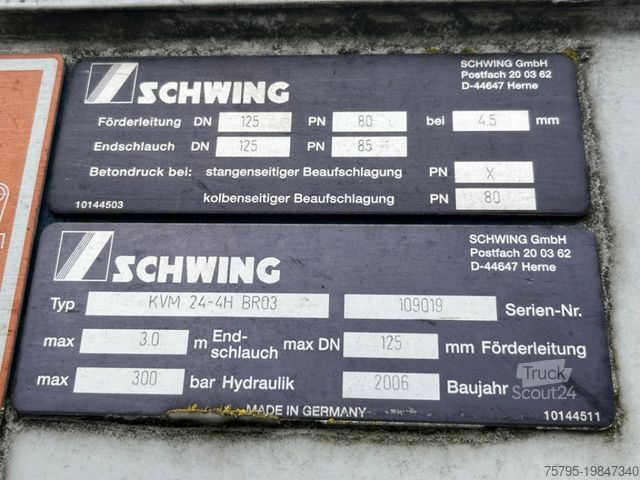 SCHWING
SCHWING GmbH
Postfach 20 03 62
D-44647 Herne
Förderleitung DN 125 PN 80 bei 4.5 mm
Endschlauch DN 125 PN 85
Betondruck bei: stangenseitiger Beaufschlagung PN X
kolbenseitiger Beaufschlagung PN 80
10144503
SCHWING
SCHWING GmbH
Postfach 20 03 62
D-44647 Herne
Typ KVM 24-4H BR03 109019 Serien-Nr.
max 3.0 m End-schlauch max DN 125 mm Förderleitung
max 300 bar Hydraulik 2006 Baujahr
MADE IN GERMANY
10144511
Truck
Scout24
75795-19847340